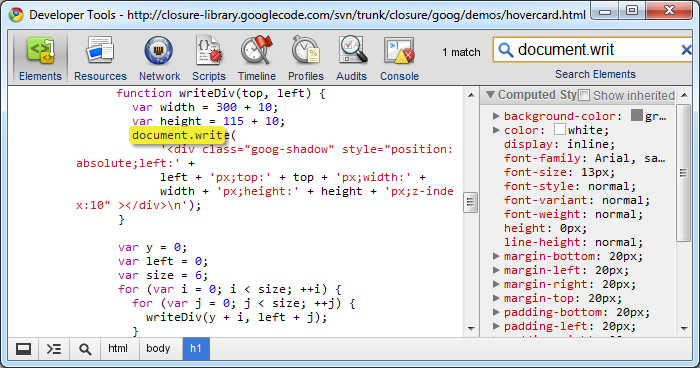 Developer Tools - http://closure-library.googlecode.com/svn/trunk/closure/goog/demos/hovercard.html
1 match
document.writ
Elements Resources Network Scripts Timeline Profiles Audits Console
Search Elements
function writeDiv(top, left) {
var width = 300 + 10;
var height = 115 + 10;
document.write(
'<div class="goog-shadow" style="position:
absolute;left:' +
left + 'px;top:' + top + 'px;width:' +
width + 'px;height:' + height + 'px;z-inde
x:10" ></div>\n');
}
var y = 0;
var left = 0;
var size = 6;
for (var i = 0; i < size; ++i) {
for (var j = 0; j < size; ++j) {
writeDiv(y + i, left + j);
}
Computed Sty
Show inherited
background-color: gr…
color: white;
display: inline;
font-family: Arial, sa…
font-size: 13px;
font-style: normal;
font-variant: normal;
font-weight: normal;
height: 0px;
line-height: normal;
margin-bottom: 20px;
margin-left: 20px;
margin-right: 20px;
margin-top: 20px;
padding-bottom: 20px;
padding-left: 20px;
html body h1